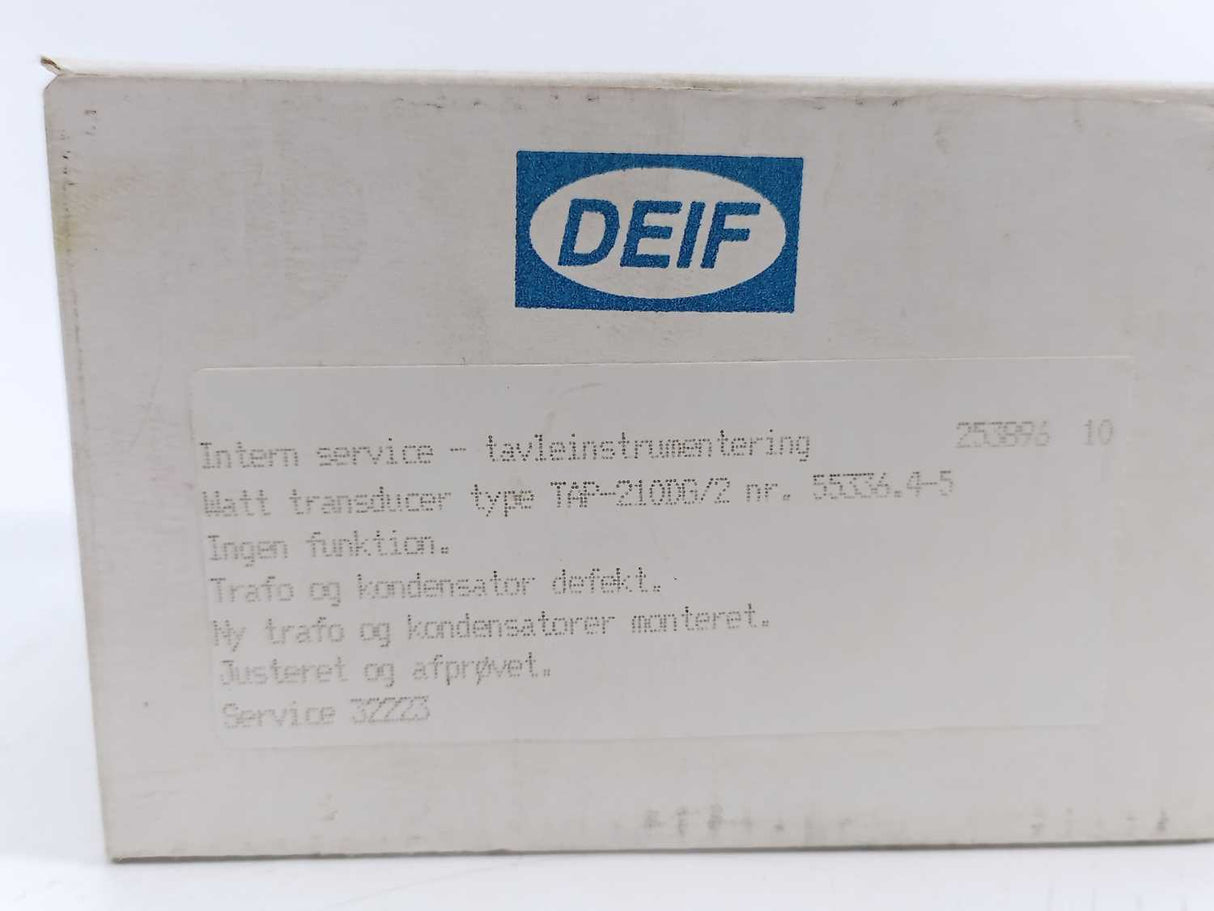 DEIF
Intern service - tavleinstrumentering 253896 10
Watt transducer type TAP-210DG/2 nr. 55336.4-5
Ingen funktion.
Trafo og kondensator defekt.
Ny trafo og kondensatorer monteret.
Justeret og afprøvet.
Service 32223